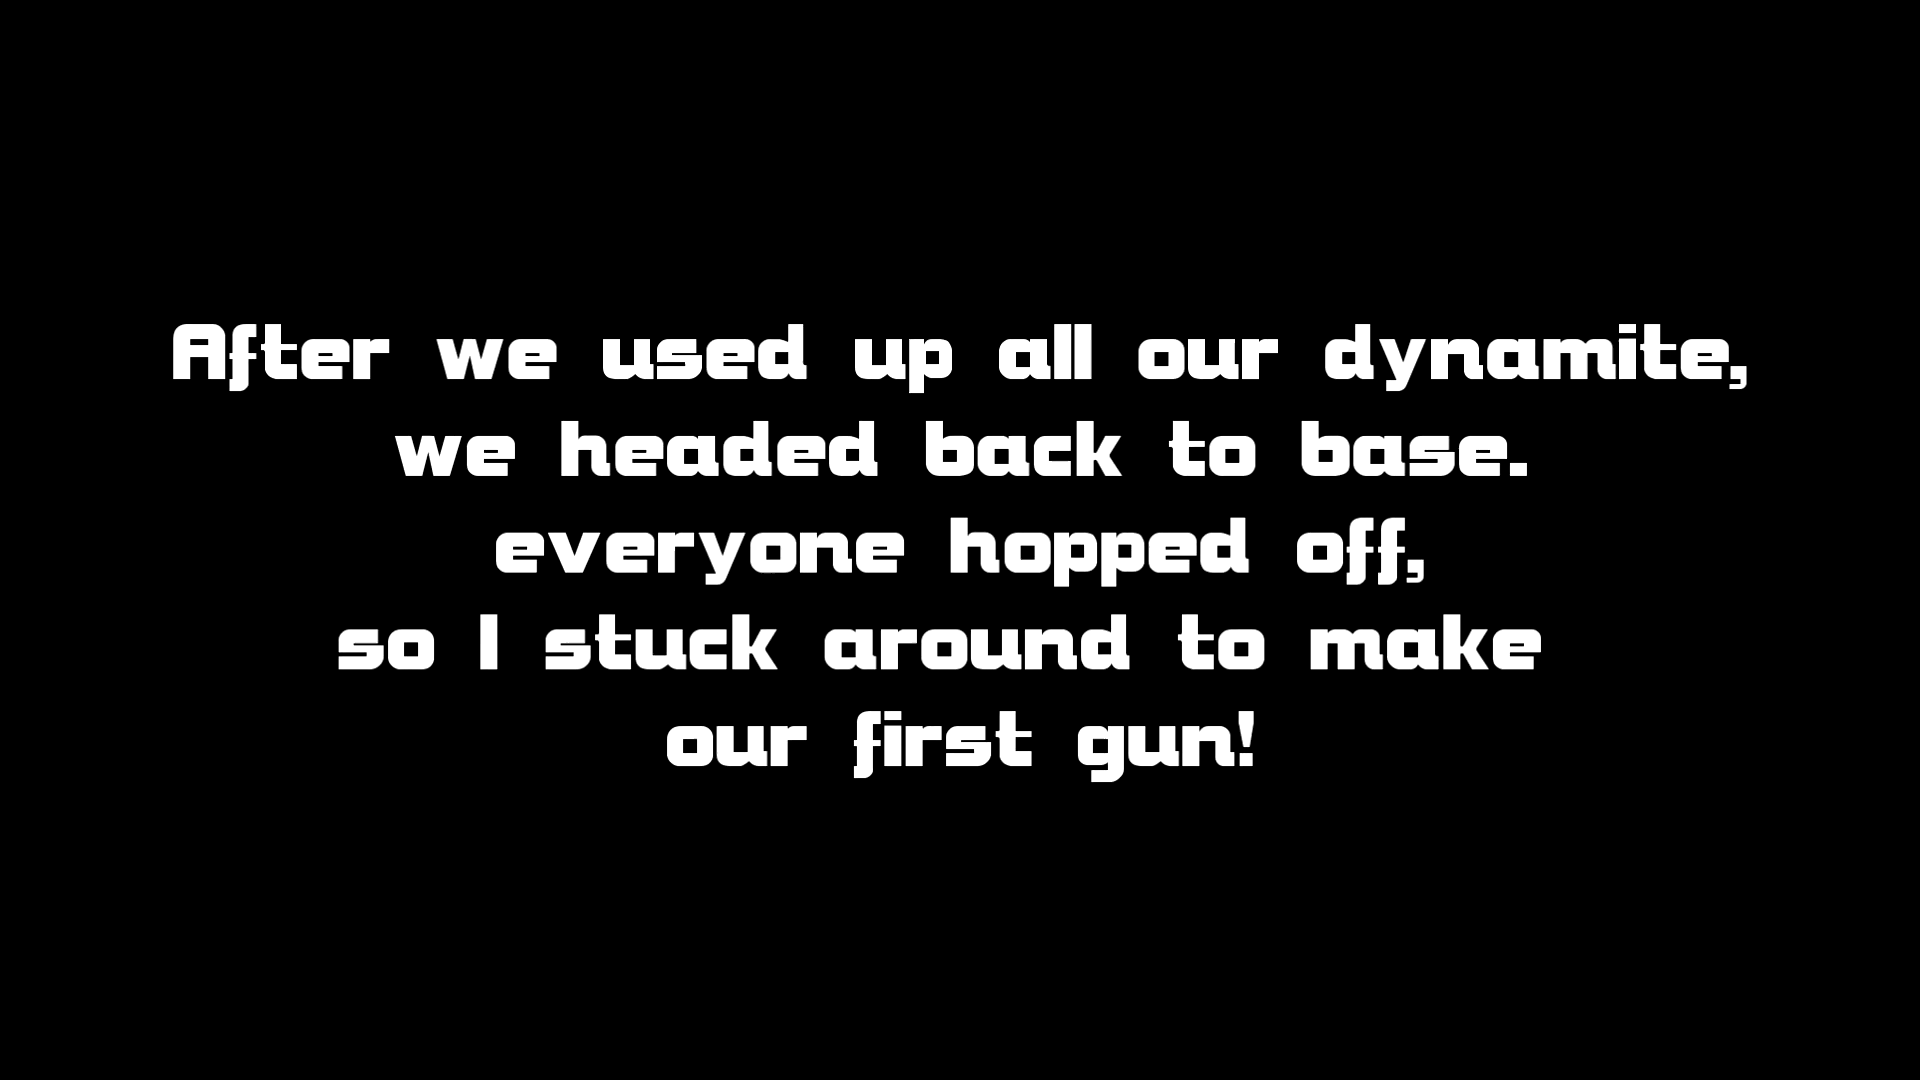 After we used up all our dynamite,
we headed back to base.
everyone hopped off,
so I stuck around to make
our first gun!